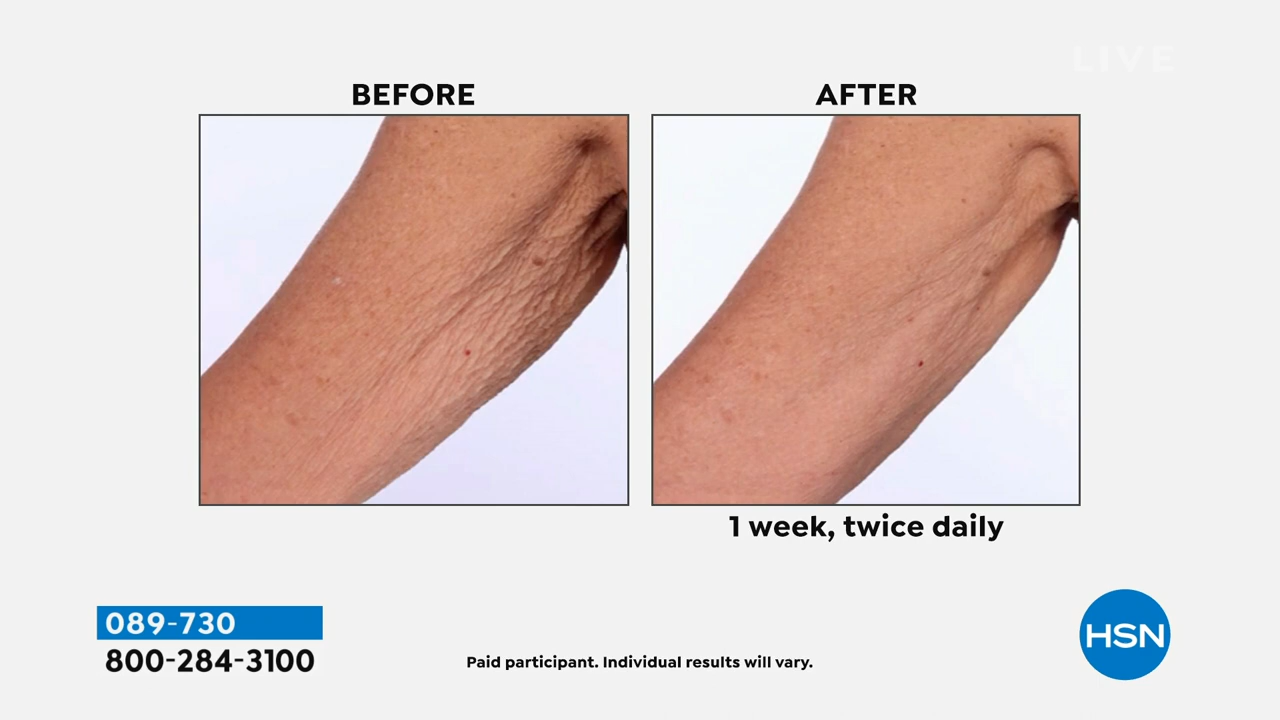 LIVE
BEFORE
AFTER
1 week, twice daily
089-730
800-284-3100
Paid participant. Individual results will vary.
HSN